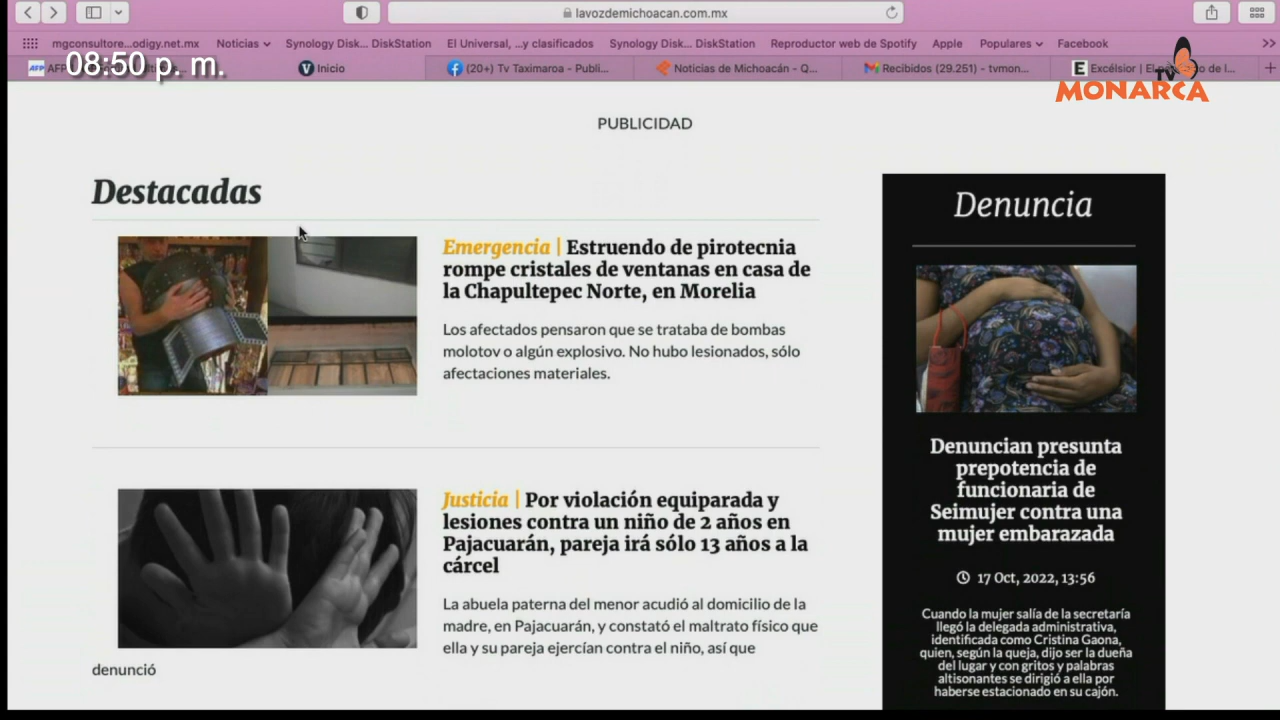 lavozdemichoacan.com.mx
mgconsultore...odigy.net.mx Noticias Synology Disk... DiskStation El Universal, ...y clasificados Synology Disk... DiskStation Reproductor web de Spotify Apple Populares Facebook
08:50 p. m.
AFP Inicio (20+) Tv Taximaroa - Publi... Noticias de Michoacán - Q... Recibidos (29.251) - tvmon... Excélsior | El
TV
MONARCA
PUBLICIDAD
Destacadas
Emergencia | Estruendo de pirotecnia
rompe cristales de ventanas en casa de
la Chapultepec Norte, en Morelia
Los afectados pensaron que se trataba de bombas
molotov o algún explosivo. No hubo lesionados, sólo
afectaciones materiales.
Justicia | Por violación equiparada y
lesiones contra un niño de 2 años en
Pajacuarán, pareja irá sólo 13 años a la
cárcel
La abuela paterna del menor acudió al domicilio de la
madre, en Pajacuarán, y constató el maltrato físico que
ella y su pareja ejercían contra el niño, así que
denunció
Denuncia
Denuncian presunta
prepotencia de
funcionaria de
Seimujer contra una
mujer embarazada
17 Oct, 2022, 13:56
Cuando la mujer salía de la secretaría
llegó la delegada administrativa,
identificada como Cristina Gaona,
quien, según la queja, dijo ser la dueña
del lugar y con gritos y palabras
altisonantes se dirigió a ella por
haberse estacionado en su cajón.